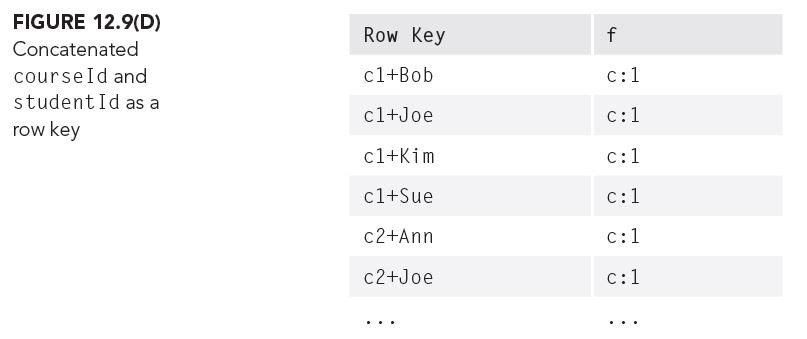 FIGURE 12.9(D)
Concatenated
courseId and
studentId as a
row key
Row Key f
c1+Bob c:1
c1+Joe c:1
c1+Kim c:1
c1+Sue c:1
c2+Ann c:1
c2+Joe c:1
... ...